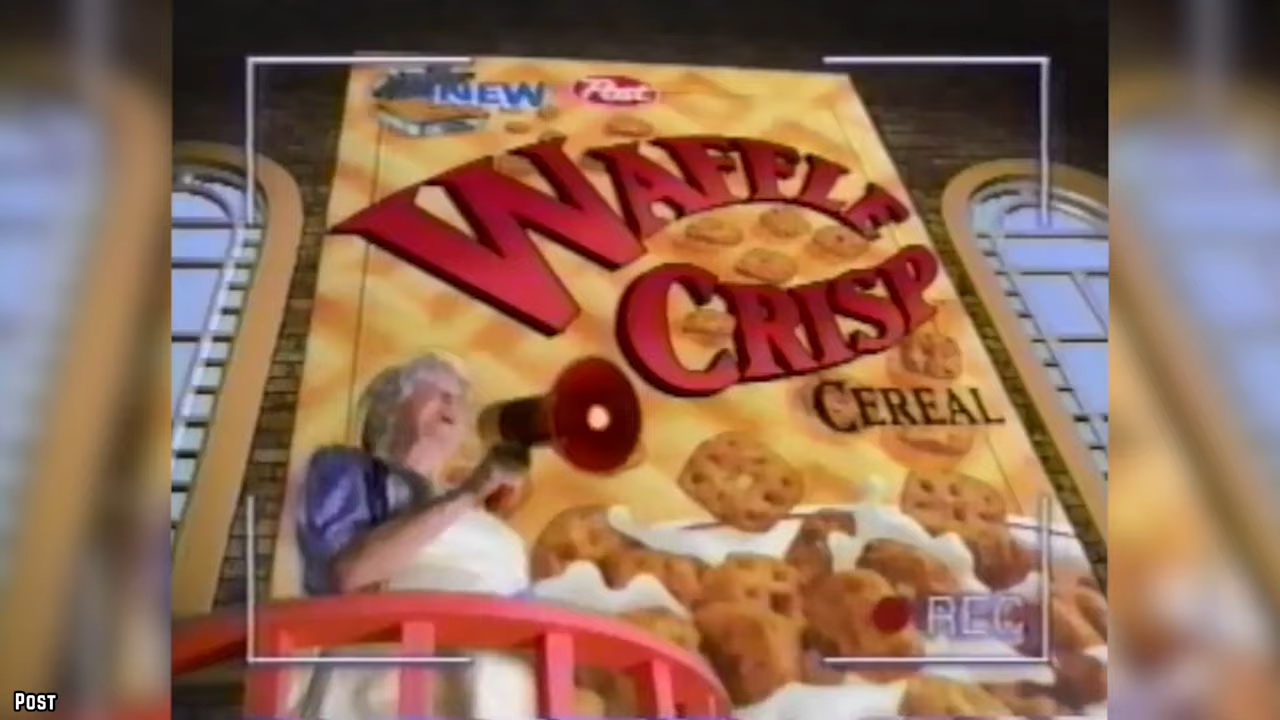 NEW Post
WAFFLE
CRISP
CEREAL
REC
POST